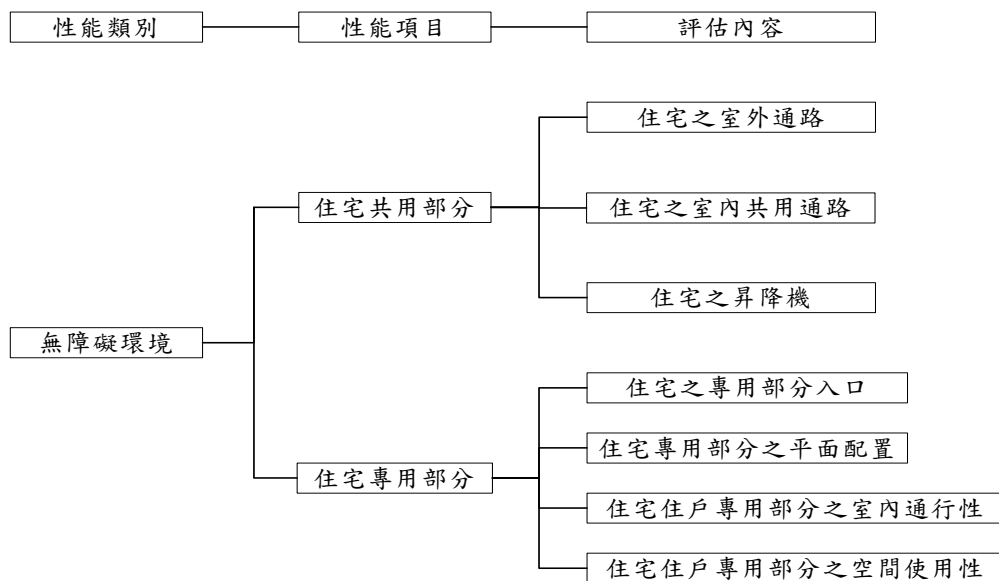 性能類別
性能項目
評估內容
住宅之室外通路
住宅共用部分
住宅之室內共用通路
住宅之昇降機
無障礙環境
住宅之專用部分入口
住宅專用部分之平面配置
住宅專用部分
住宅住戶專用部分之室內通行性
住宅住戶專用部分之空間使用性